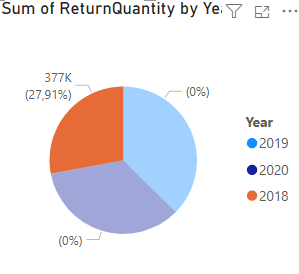 Sum of ReturnQuantity by Yea
377K
(27,91%)
(0%)
Year
2019
2020
2018
(0%)